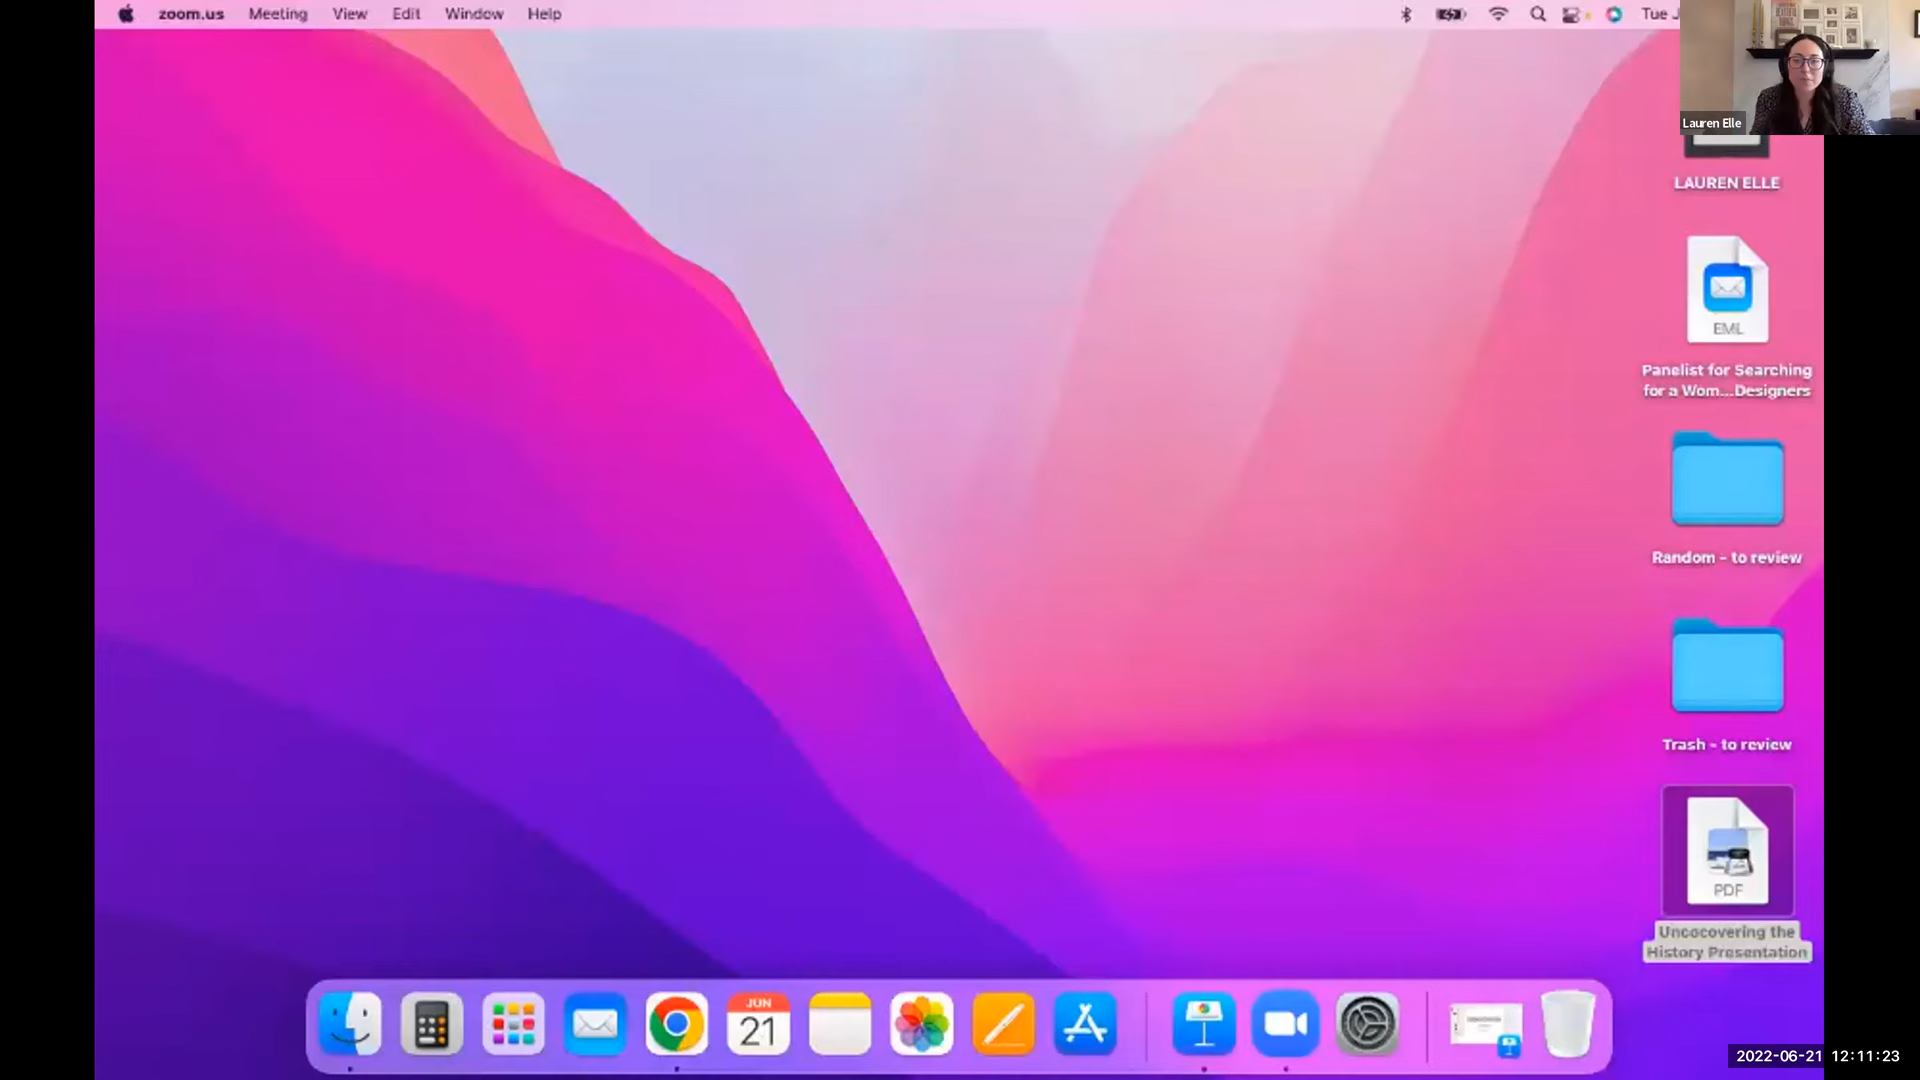 zoom.us Meeting View Edit Window Help
Tue J
Lauren Elle
LAUREN ELLE
EML
Panelist for Searching
for a Wom...Designers
Random - to review
Trash - to review
PDF
Uncocovering the
History Presentation
JUN
21
2022-06-21 12:11:23